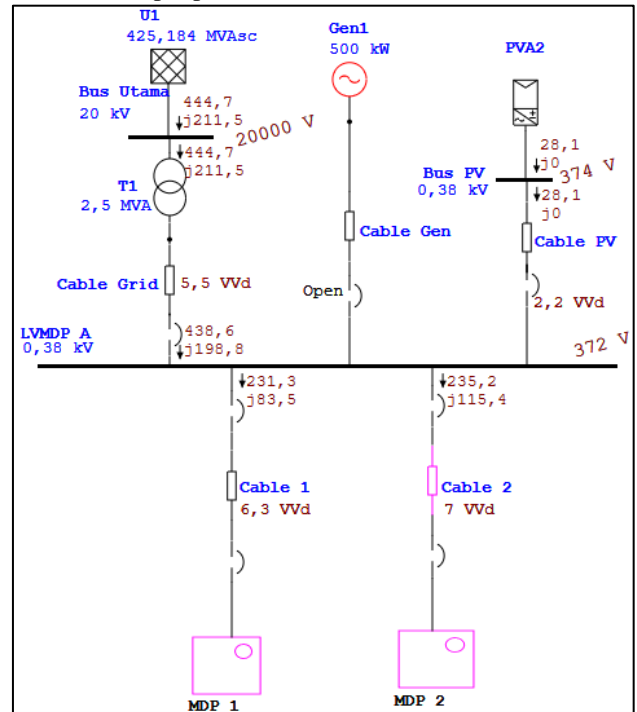 U1
425,184 MVAsc
Gen1
500 kW
PVA2
Bus Utama
20 kV
444,7
j211,5
20000 V
444,7
j211,5
T1
2,5 MVA
28,1
j0
Bus PV
0,38 kV
374 V
28,1
j0
Cable Gen
Cable PV
Cable Grid
5,5 VVd
Open
2,2 VVd
LVMDP A
0,38 kV
438,6
j198,8
372 V
231,3
j83,5
235,2
j115,4
Cable 1
6,3 VVd
Cable 2
7 VVd
MDP 1
MDP 2